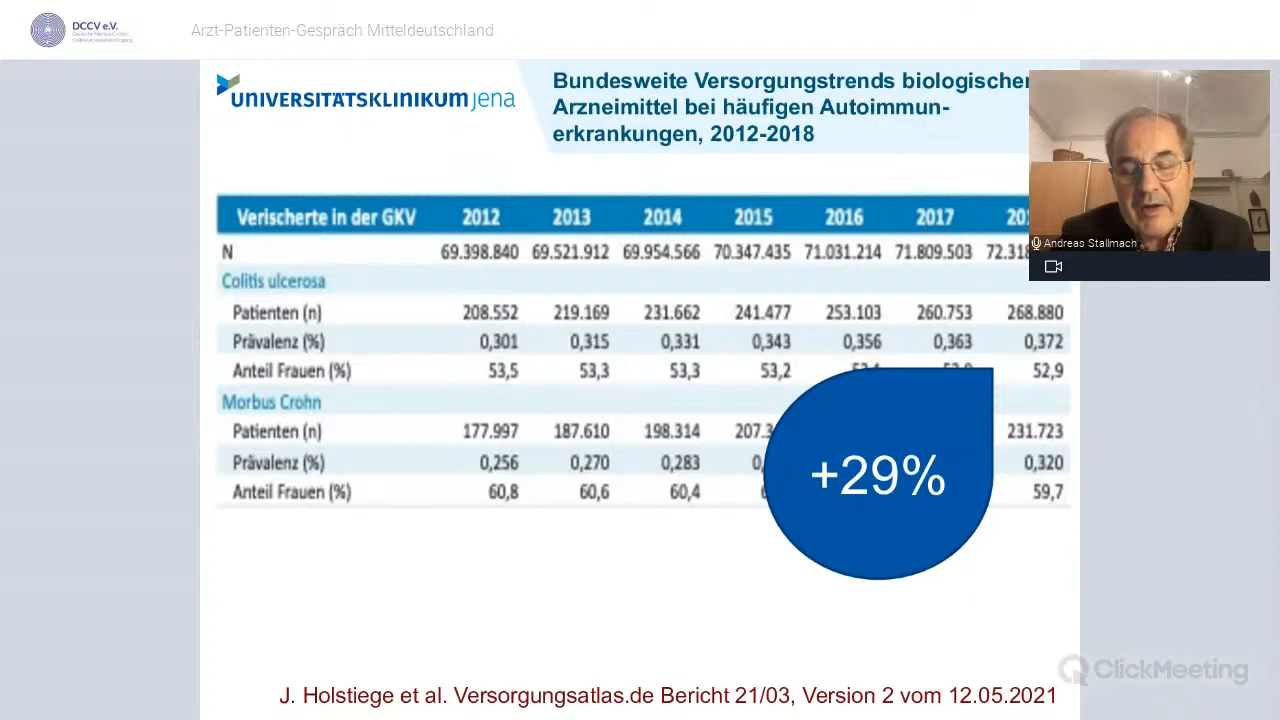 DCCV e.V.
Arzt-Patienten-Gespräch Mitteldeutschland
UNIVERSITÄTSKLINIKUM jena
Bundesweite Versorgungstrends biologischer
Arzneimittel bei häufigen Autoimmun-
erkrankungen, 2012-2018
Andreas Stallmach
Verischerte in der GKV 2012 2013 2014 2015 2016 2017
N 69.398.840 69.521.912 69.954.566 70.347.435 71.031.214 71.809.503 72.318
Colitis ulcerosa
Patienten (n) 208.552 219.169 231.662 241.477 253.103 260.753 268.880
Prävalenz (%) 0,301 0,315 0,331 0,343 0,356 0,363 0,372
Anteil Frauen (%) 53,5 53,3 53,3 53,2 52,9
Morbus Crohn
Patienten (n) 177.997 187.610 198.314 231.723
Prävalenz (%) 0,256 0,270 0,283 0,320
Anteil Frauen (%) 60,8 60,6 60,4 59,7
+29%
ClickMeeting
J. Holstiege et al. Versorgungsatlas.de Bericht 21/03, Version 2 vom 12.05.2021